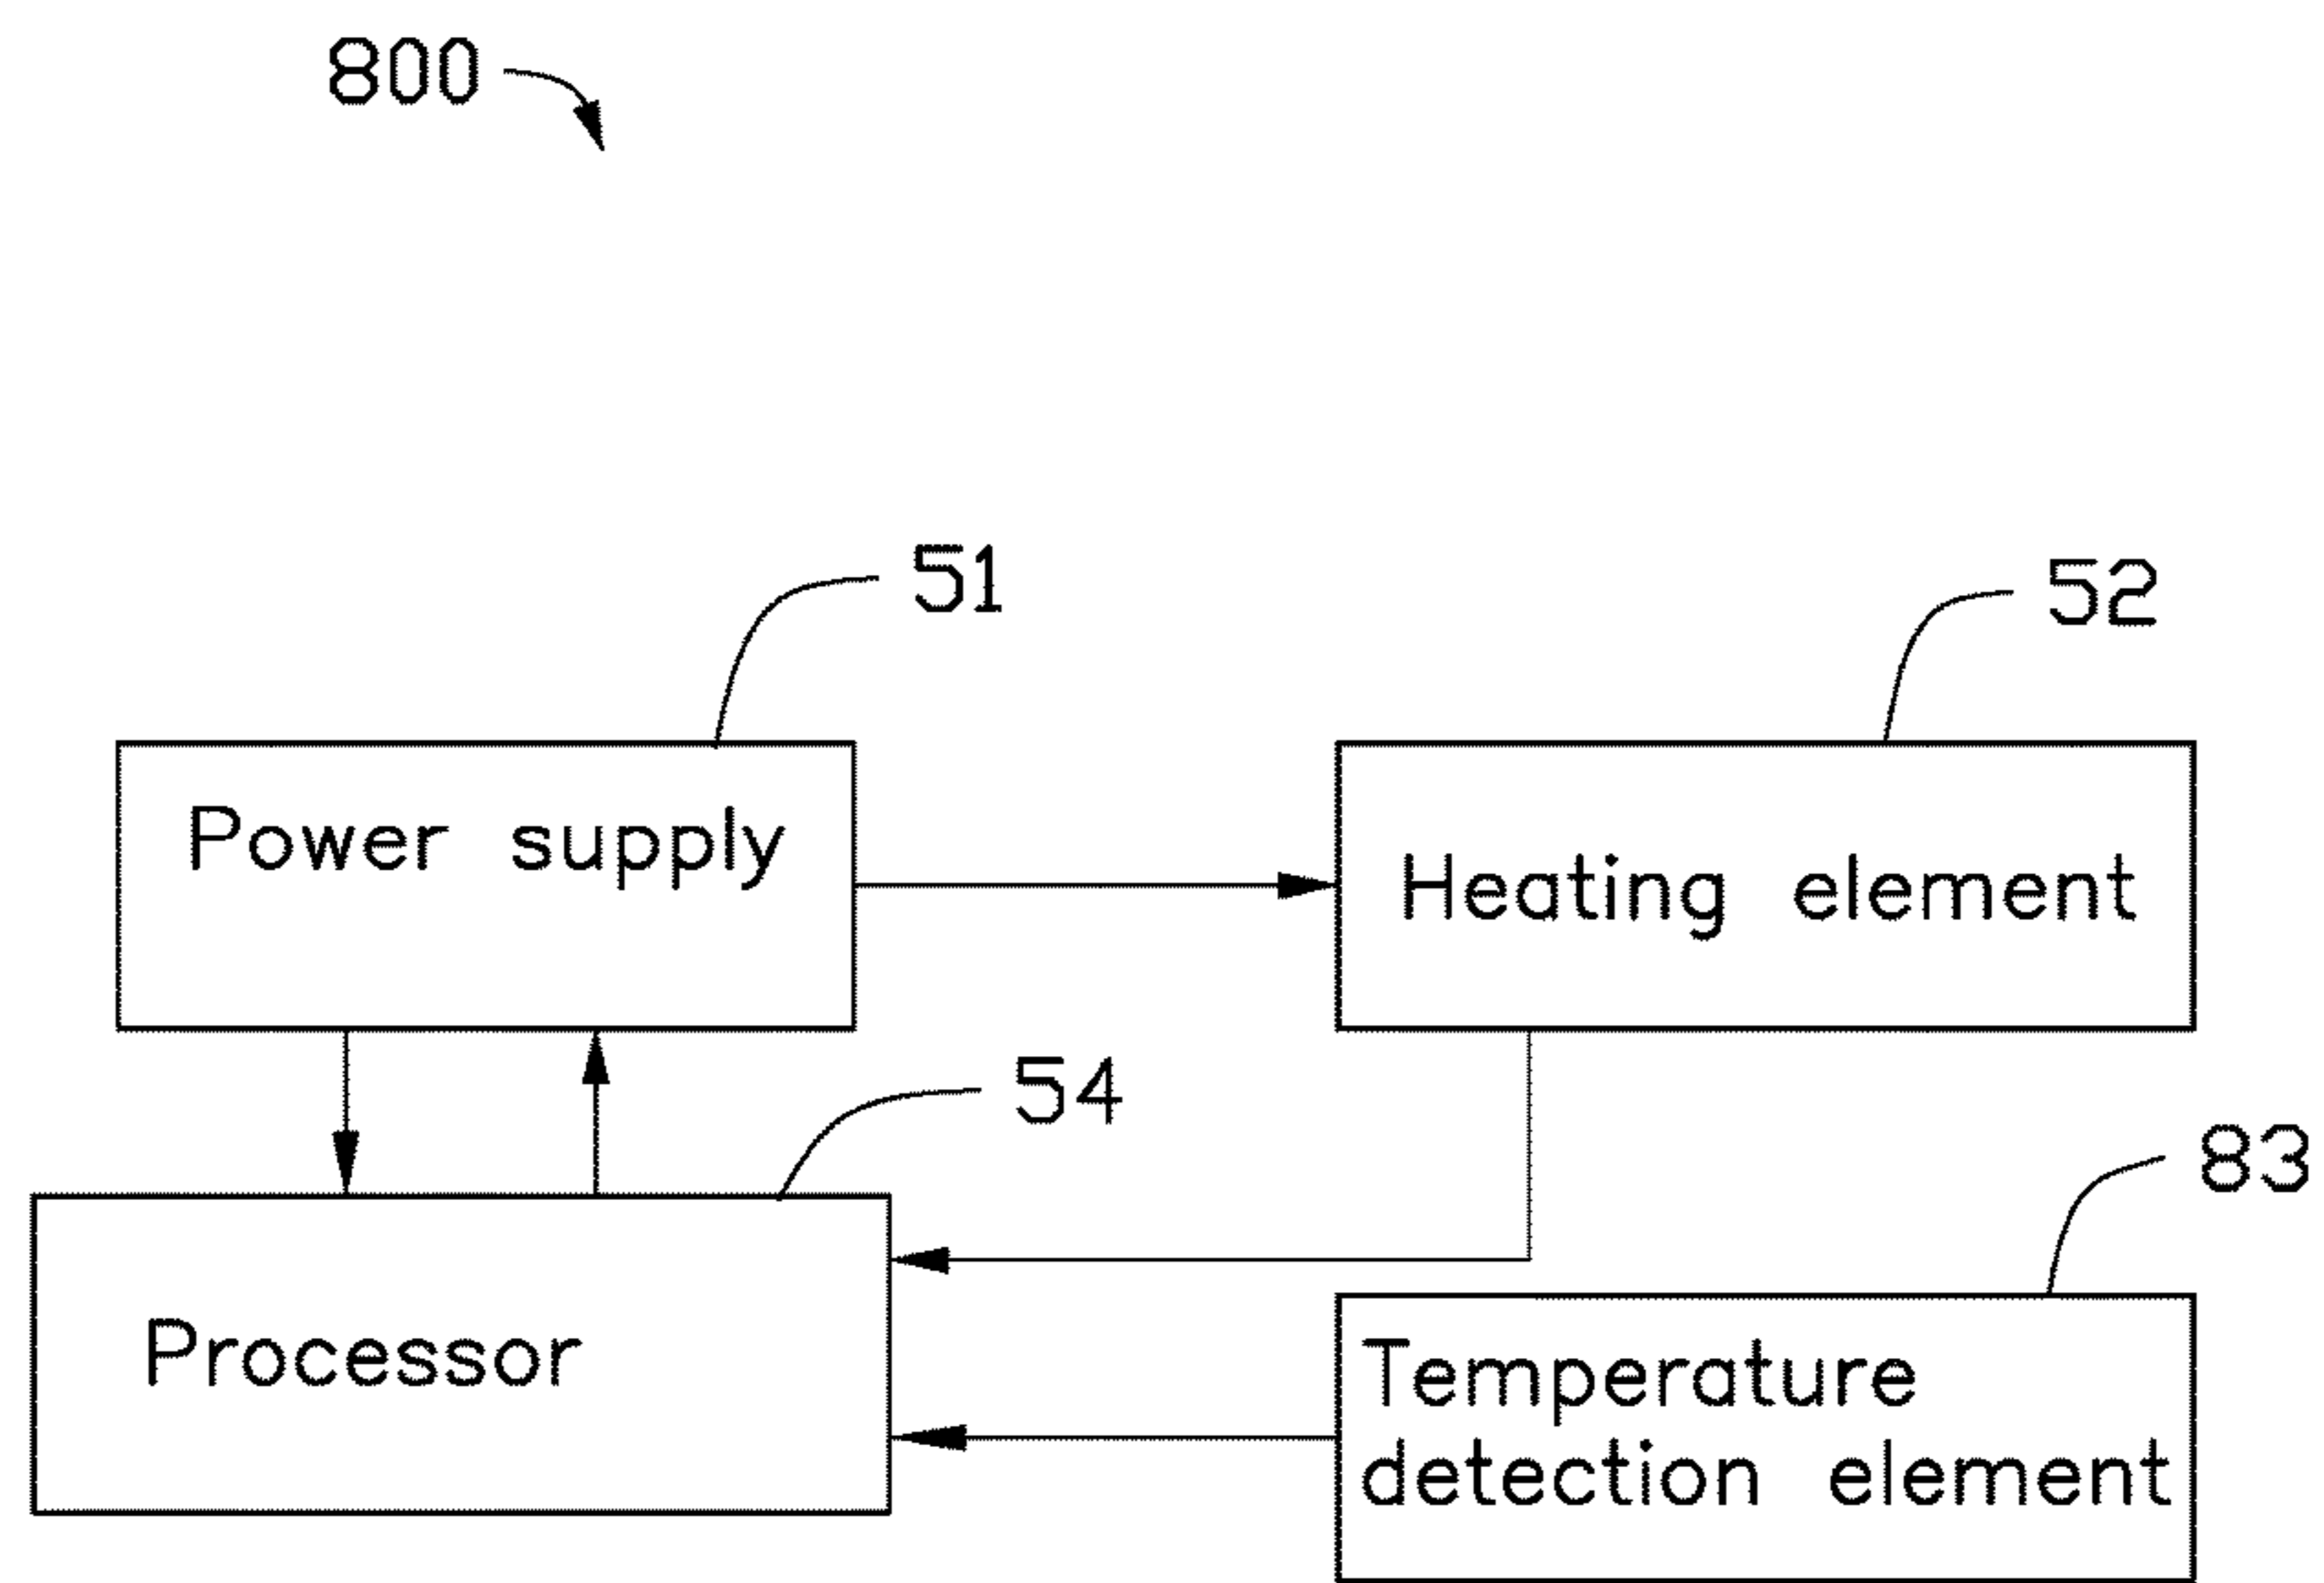 800
51
52
Power supply
Heating element
54
83
Processor
Temperature
detection element